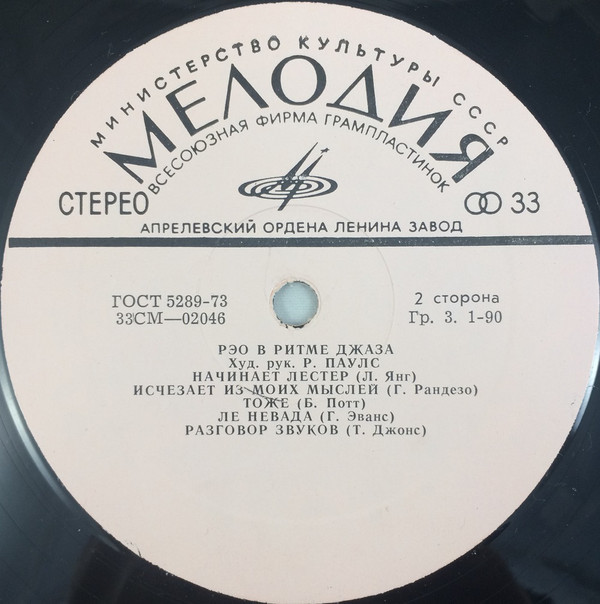 МИНИСТЕРСТВО КУЛЬТУРЫ СССР
МЕЛОДИЯ
ВСЕСОЮЗНАЯ ФИРМА ГРАМПЛАСТИНОК
СТЕРЕО 33
АПРЕЛЕВСКИЙ ОРДЕНА ЛЕНИНА ЗАВОД
ГОСТ 5289-73 2 сторона
33СМ—02046 Гр. 3. 1-90
РЭО В РИТМЕ ДЖАЗА
Худ. рук. Р. ПАУЛС
НАЧИНАЕТ ЛЕСТЕР (Л. Янг)
ИСЧЕЗАЕТ ИЗ МОИХ МЫСЛЕЙ (Г. Рандезо)
ТОЖЕ (Б. Потт)
ЛЕ НЕВАДА (Г. Эванс)
РАЗГОВОР ЗВУКОВ (Т. Джонс)